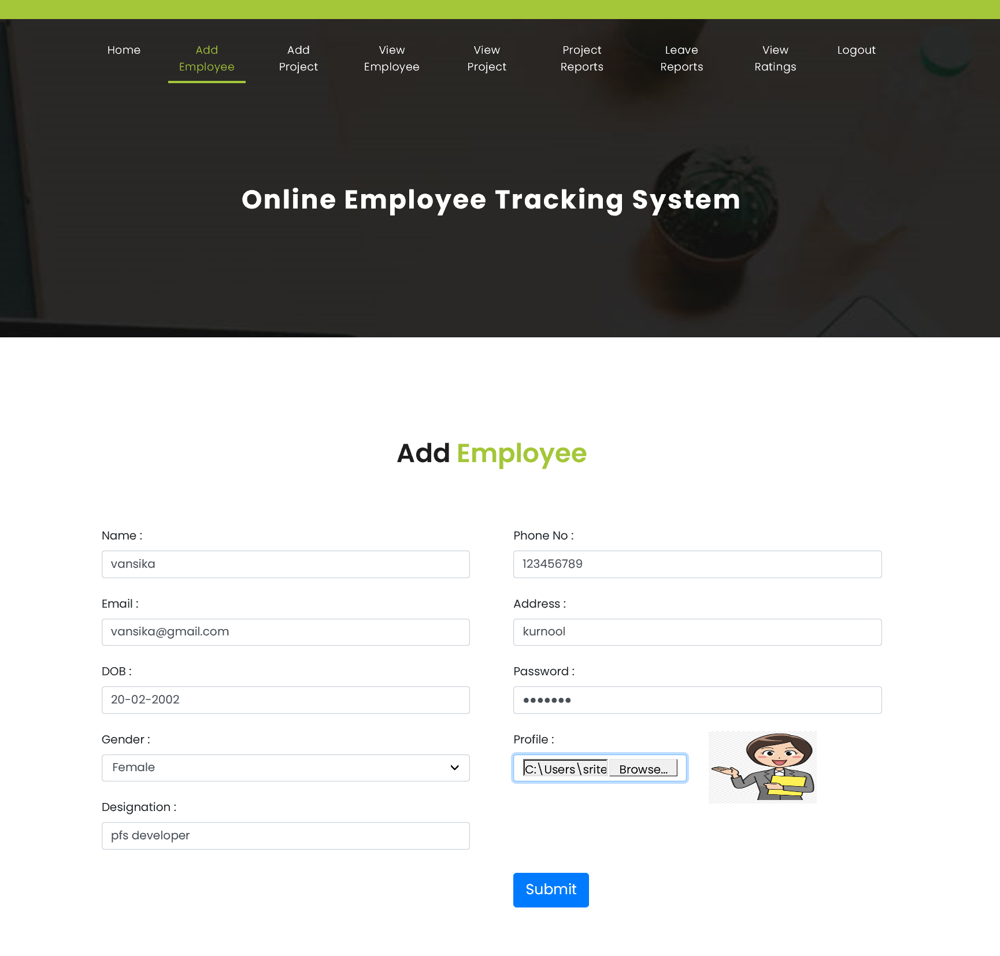 Home
Add Employee
Add Project
View Employee
View Project
Project Reports
Leave Reports
View Ratings
Logout
Online Employee Tracking System
Add Employee
Name :
vansika
Phone No :
123456789
Email :
vansika@gmail.com
Address :
kurnool
DOB :
20-02-2002
Password :
•••••••
Gender :
Female
Profile :
C:\Users\srite
Browse...
Designation :
pfs developer
Submit